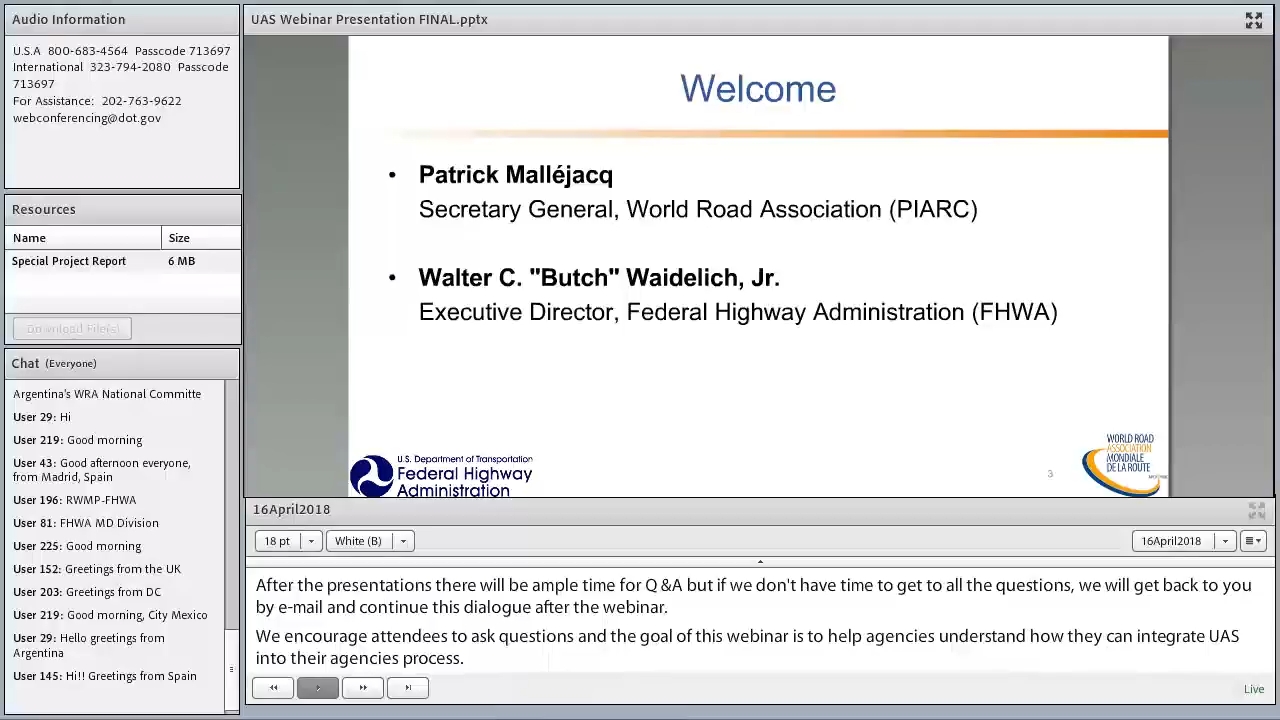 Audio Information
U.S.A 800-683-4564 Passcode 713697
International 323-794-2080 Passcode
713697
For Assistance: 202-363-9622
webconferencing@dot.gov
Resources
Name Size
Special Project Report 6 MB
Download File(s)
Chat (Everyone)
Argentina's WRA National Committe
User 29: Hi
User 219: Good morning
User 43: Good afternoon everyone,
from Madrid, Spain
User 196: RWMP-FHWA
User 81: FHWA MD Division
User 225: Good morning
User 152: Greetings from the UK
User 203: Greetings from DC
User 219: Good morning, City Mexico
User 29: Hello greetings from
Argentina
User 145: Hi!! Greetings from Spain
UAS Webinar Presentation FINAL.pptx
Welcome
• Patrick Malléjacq
Secretary General, World Road Association (PIARC)
• Walter C. "Butch" Waidelich, Jr.
Executive Director, Federal Highway Administration (FHWA)
U.S. Department of Transportation
Federal Highway
Administration
3
WORLD ROAD
ASSOCIATION
MONDIALE
DE LA ROUTE
16April2018
18 pt White (B) 16April2018
After the presentations there will be ample time for Q &A but if we don't have time to get to all the questions, we will get back to you
by e-mail and continue this dialogue after the webinar.
We encourage attendees to ask questions and the goal of this webinar is to help agencies understand how they can integrate UAS
into their agencies process.
Live